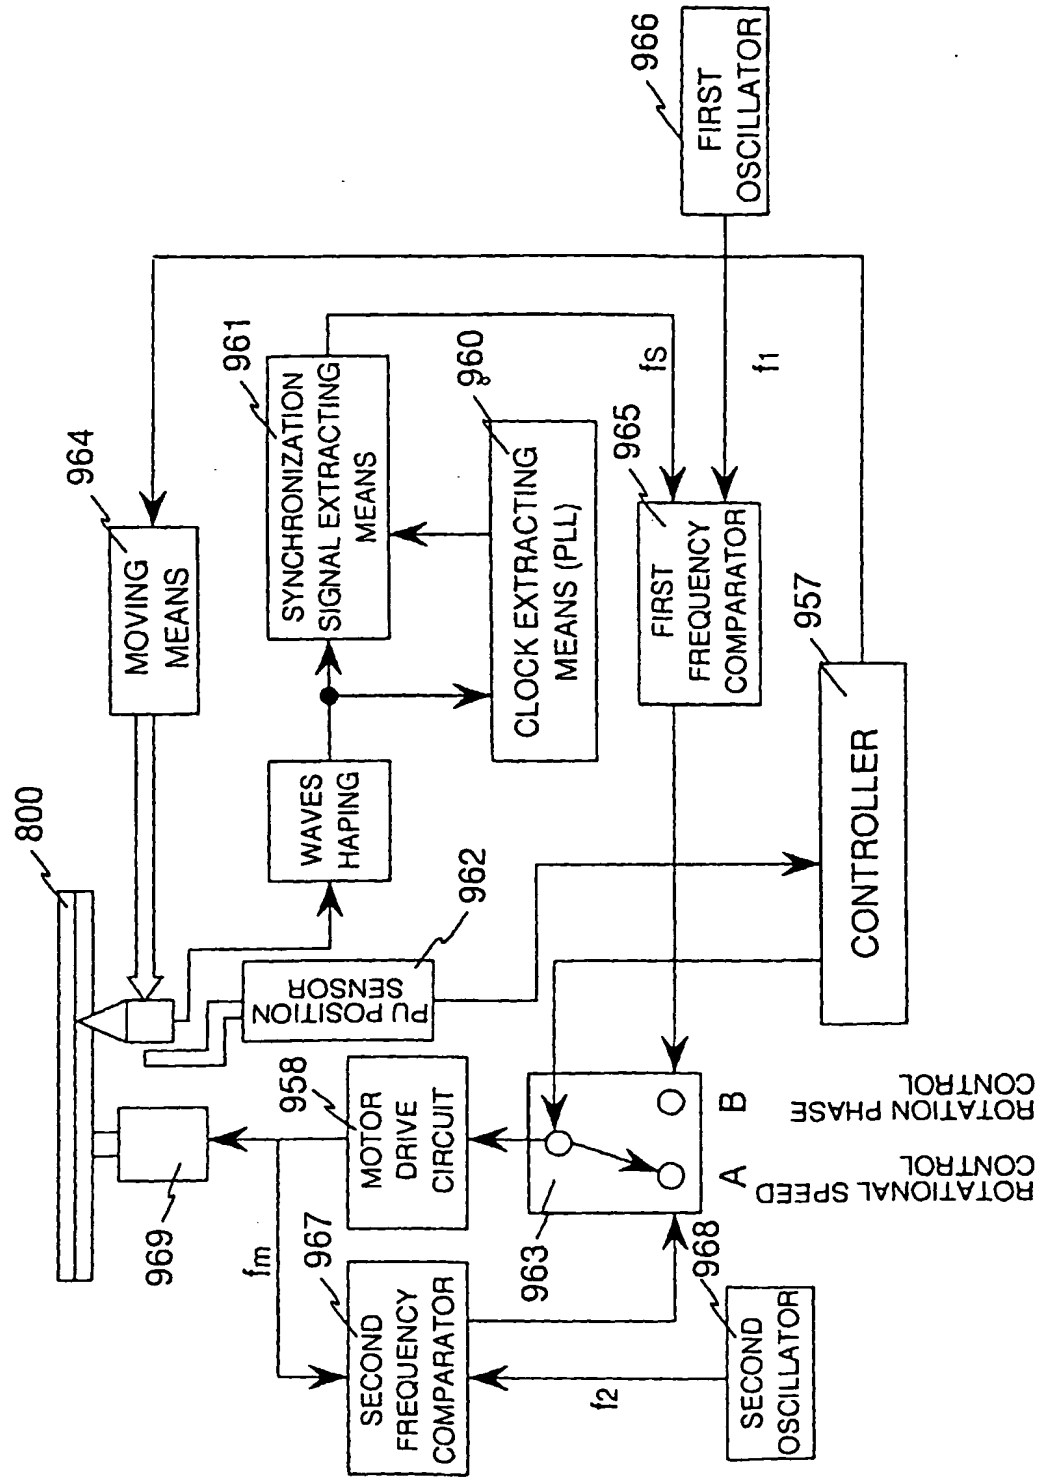 800
964
MOVING
MEANS
961
SYNCHRONIZATION
SIGNAL EXTRACTING
MEANS
960
CLOCK EXTRACTING
MEANS (PLL)
WAVES
HAPING
962
PU POSITION
SENSOR
969
fm
958
MOTOR
DRIVE
CIRCUIT
967
SECOND
FREQUENCY
COMPARATOR
f2
968
SECOND
OSCILLATOR
963
A
B
ROTATIONAL SPEED
CONTROL
ROTATION PHASE
CONTROL
965
FIRST
FREQUENCY
COMPARATOR
fS
f1
966
FIRST
OSCILLATOR
957
CONTROLLER